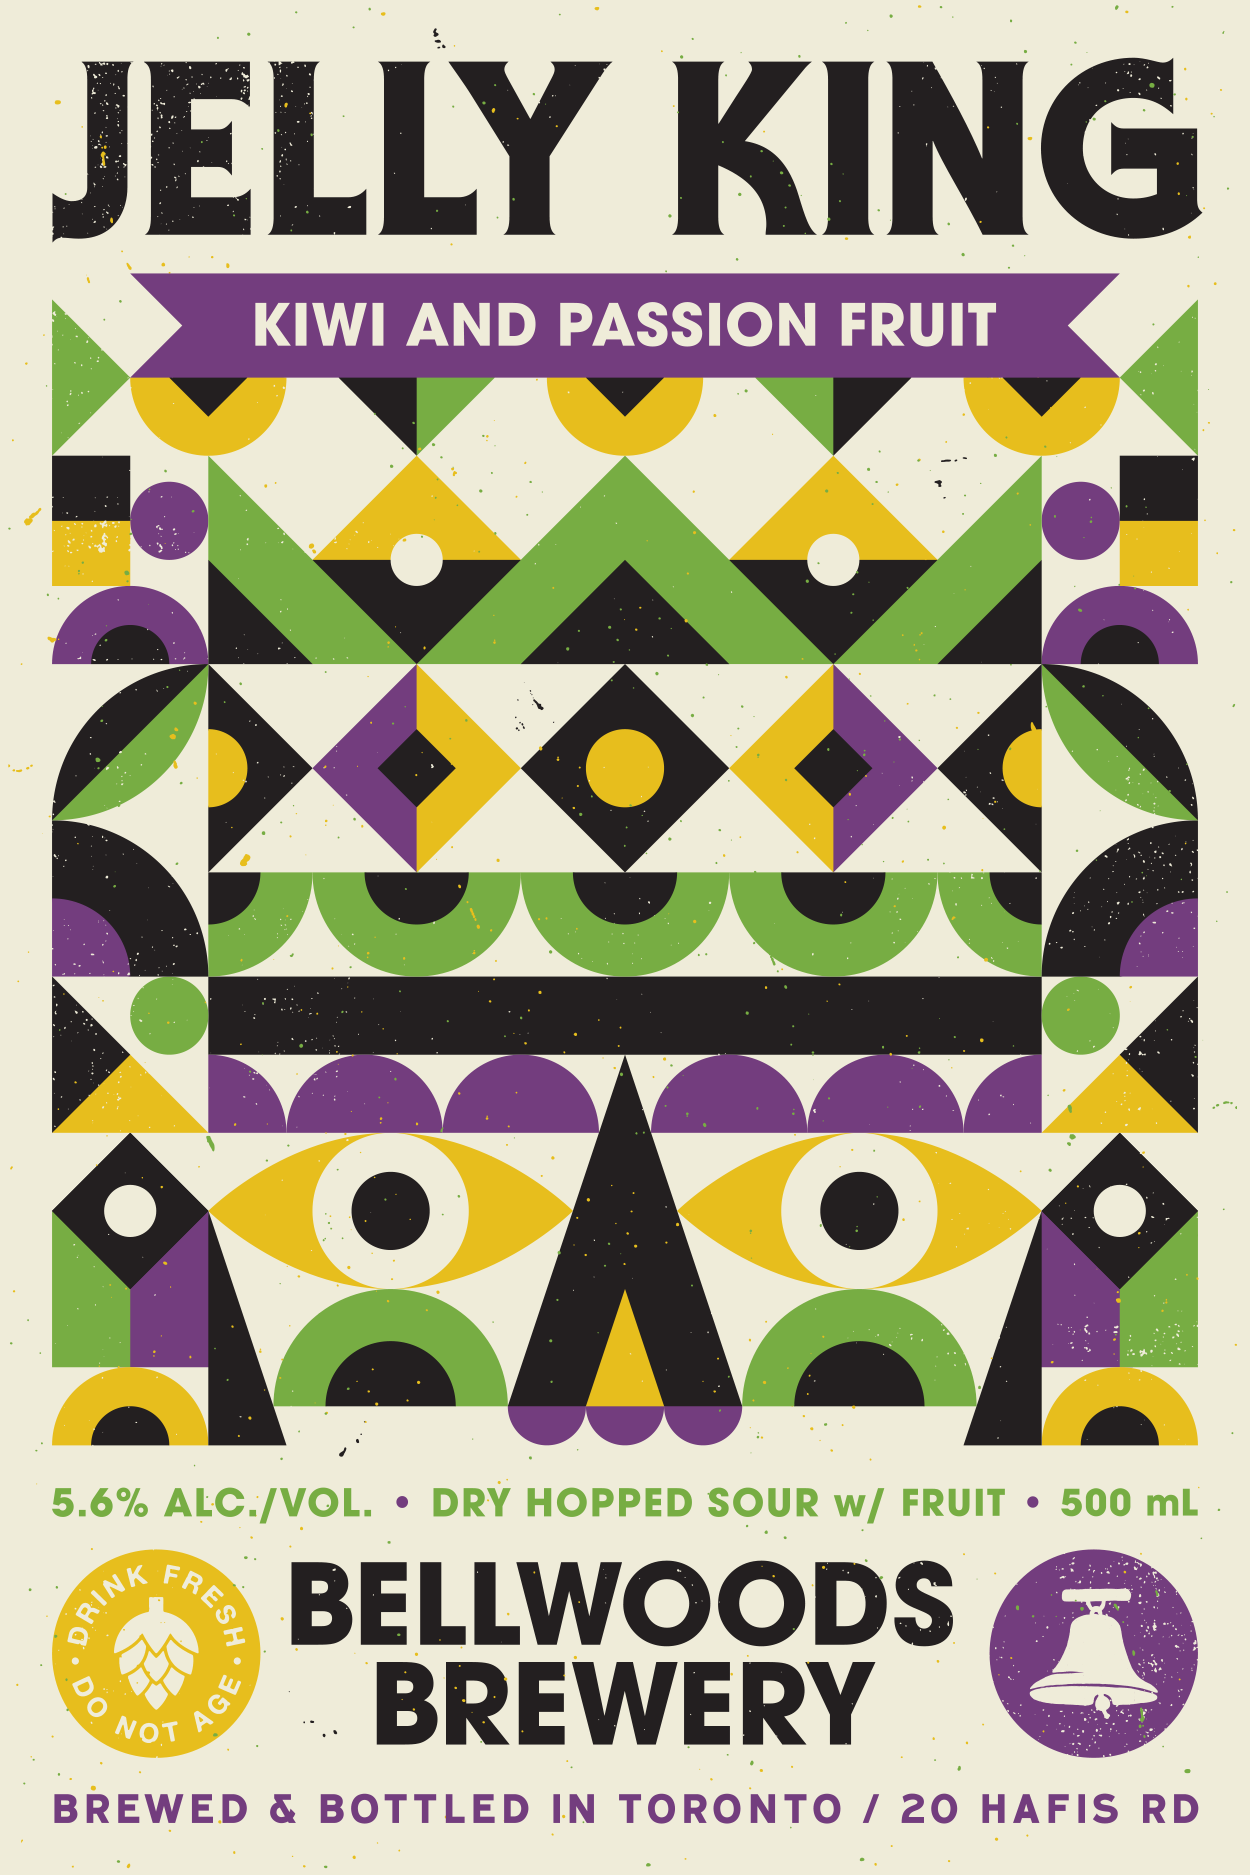 JELLY KING
KIWI AND PASSION FRUIT
5.6% ALC./VOL. • DRY HOPPED SOUR w/ FRUIT • 500 mL
DRINK FRESH
• DO NOT AGE •
BELLWOODS
BREWERY
BREWED & BOTTLED IN TORONTO / 20 HAFIS RD